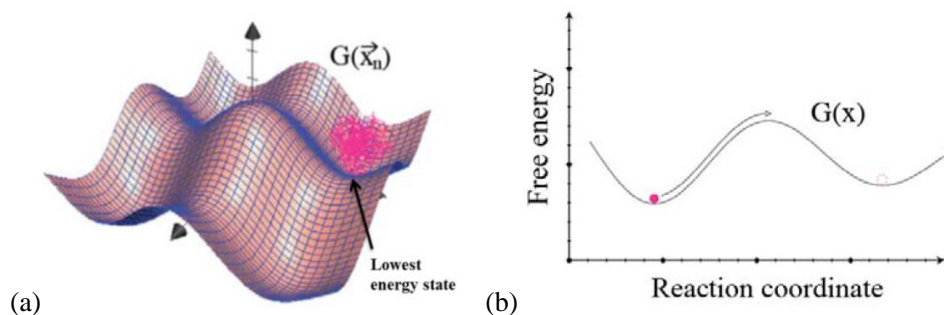 G(x⃗ₙ)
Lowest
energy state
(a)
Free energy
G(x)
Reaction coordinate
(b)